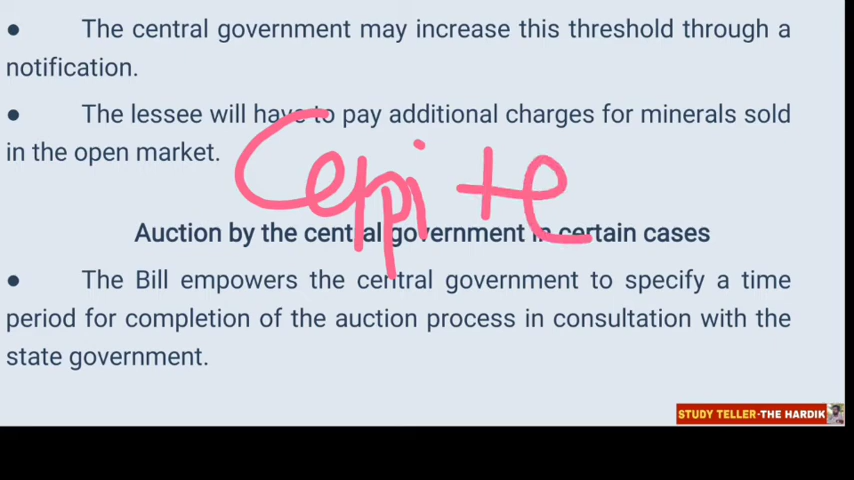 ● The central government may increase this threshold through a
notification.
● The lessee will have to pay additional charges for minerals sold
in the open market.
Auction by the central government in certain cases
● The Bill empowers the central government to specify a time
period for completion of the auction process in consultation with the
state government.
STUDY TELLER-THE HARDIK